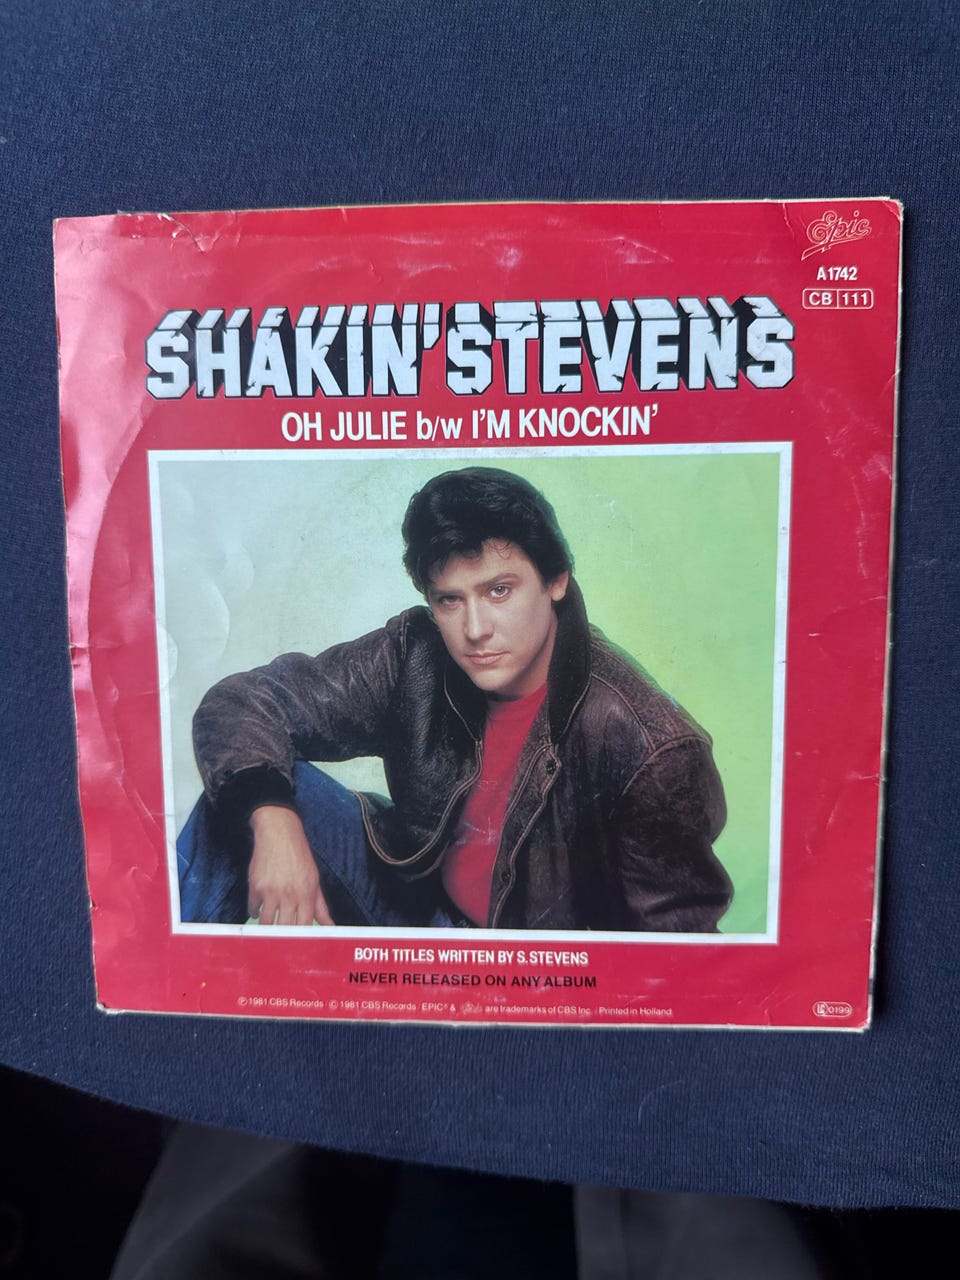 Epic
A 1742
CB 111
SHAKIN' STEVENS
OH JULIE b/w I'M KNOCKIN'
BOTH TITLES WRITTEN BY S. STEVENS
NEVER RELEASED ON ANY ALBUM
℗ 1981 CBS Records / © 1981 CBS Records / EPIC® & are trademarks of CBS Inc. / Printed in Holland
LC 0199